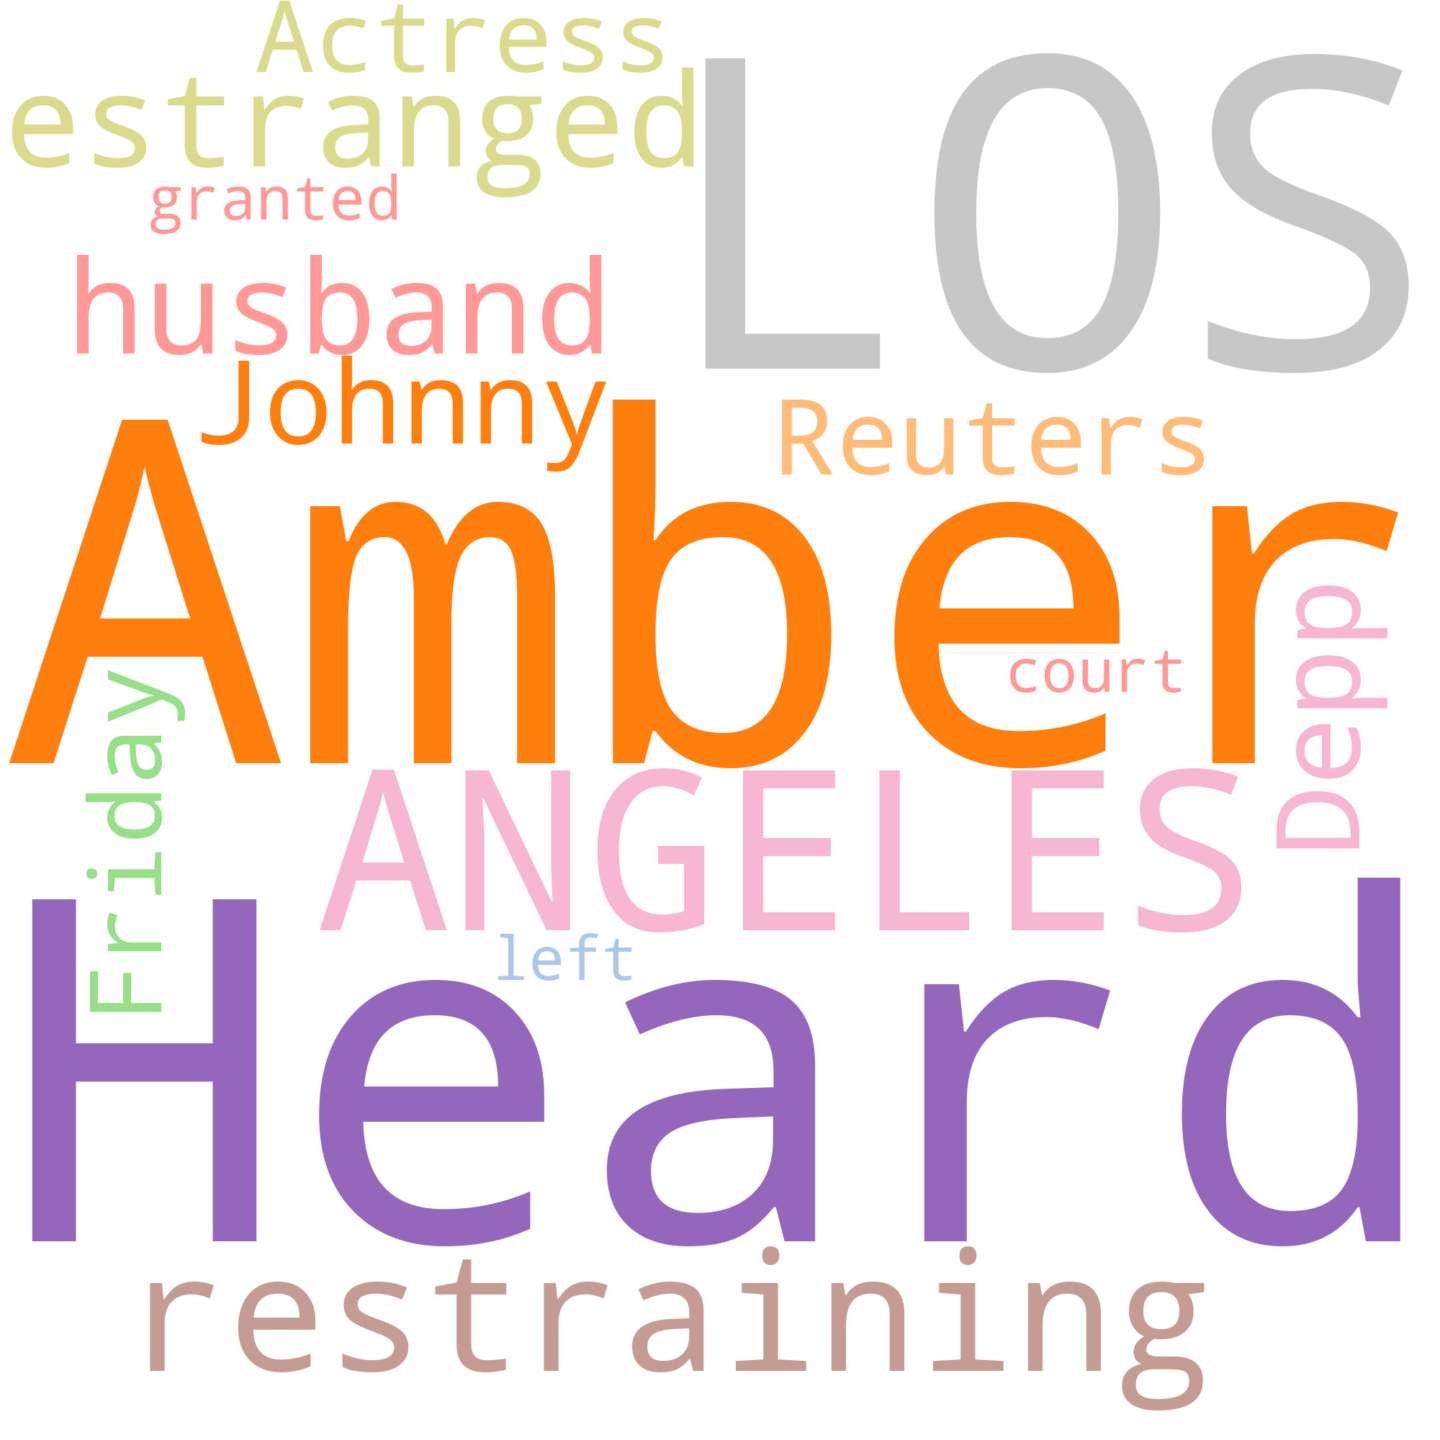 Actress
LOS
estranged
granted
husband
Johnny
Reuters
Amber
court
Depp
Friday
ANGELES
left
Heard
restraining